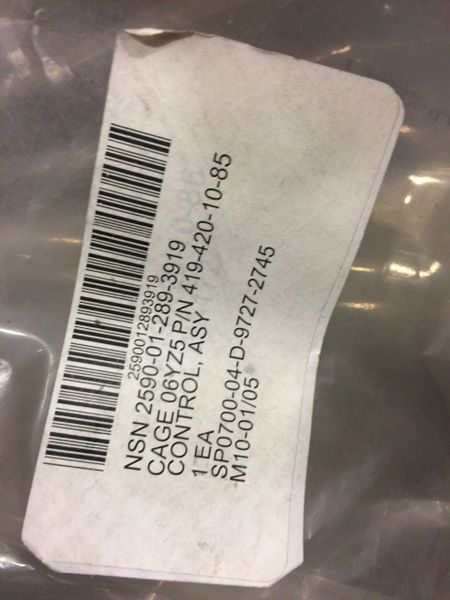 2590012893919
NSN 2590-01-289-3919
CAGE 06YZ5 P/N 419-420-10-85
CONTROL, ASY
1 EA
SP0700-04-D-9727-2745
M10-01/05